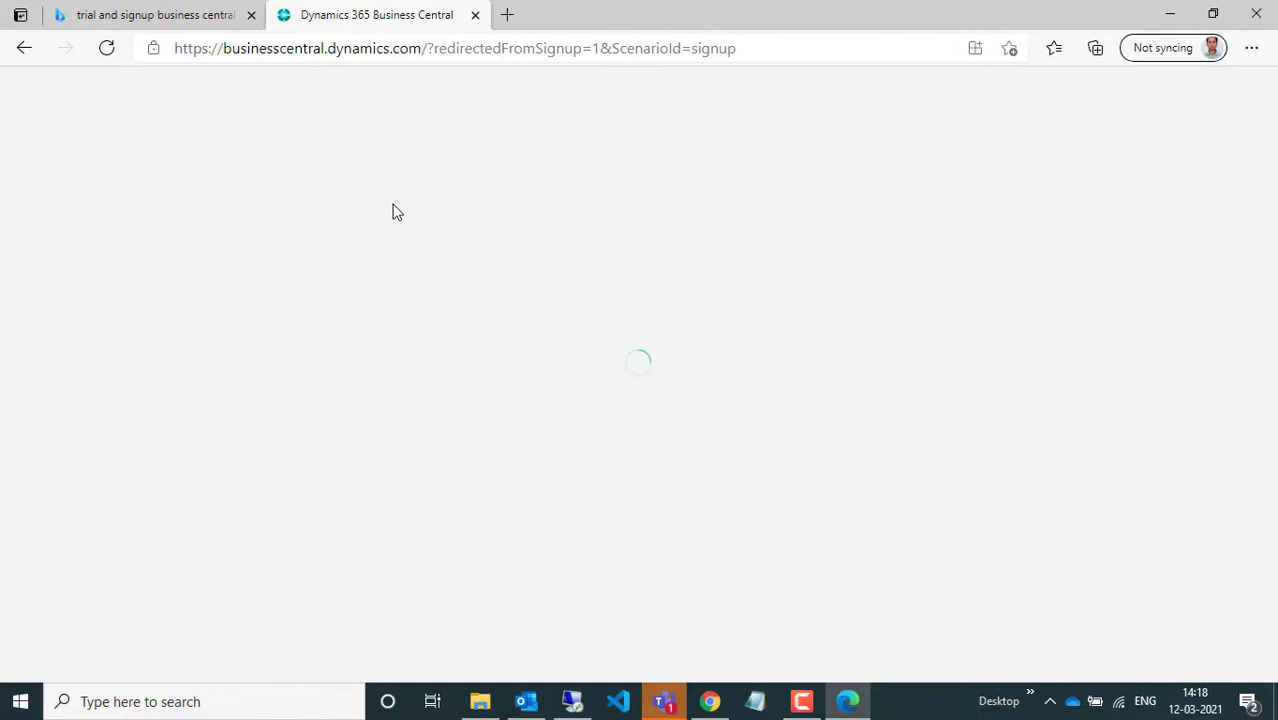 trial and signup business central
Dynamics 365 Business Central
https://businesscentral.dynamics.com/?redirectedFromSignup=1&ScenarioId=signup
Not syncing
Type here to search
1
Desktop
ENG
14:18
12-03-2021
2